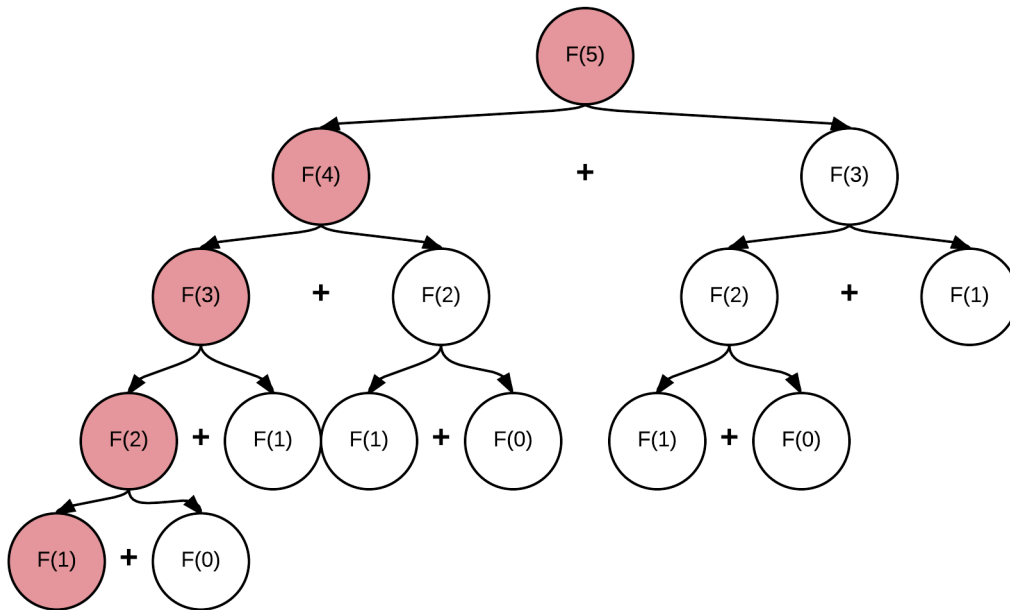 F(5)
F(4) + F(3)
F(3) + F(2) F(2) + F(1)
F(2) + F(1) F(1) + F(0) F(1) + F(0)
F(1) + F(0)